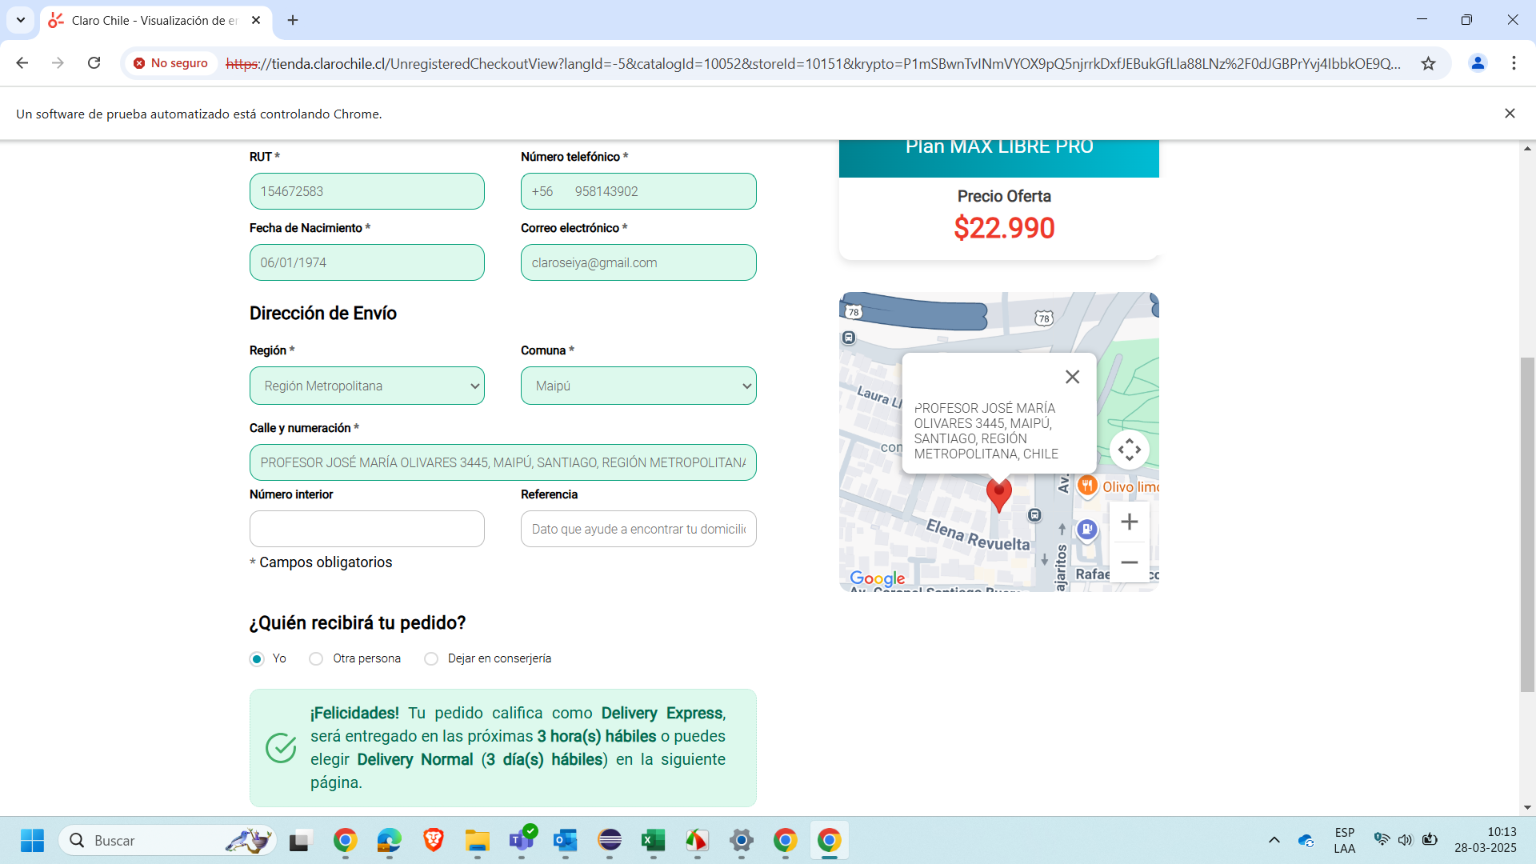 Claro Chile - Visualización de e
No seguro
https://tienda.clarochile.cl/UnregisteredCheckoutView?langId=-5&catalogId=10052&storeId=10151&krypto=P1mSBwnTvINmVYOX9pQ5njrrkDxfJEBukGfLla88LNz%2F0dJGBPrYvj4IbbkOE9Q...
Un software de prueba automatizado está controlando Chrome.
RUT *
Número telefónico *
154672583
+56 958143902
Fecha de Nacimiento *
Correo electrónico *
06/01/1974
claroseiya@gmail.com
Dirección de Envío
Región *
Comuna *
Región Metropolitana
Maipú
Calle y numeración *
PROFESOR JOSÉ MARÍA OLIVARES 3445, MAIPÚ, SANTIAGO, REGIÓN METROPOLITANA
Número interior
Referencia
Dato que ayude a encontrar tu domicilio
* Campos obligatorios
¿Quién recibirá tu pedido?
Yo
Otra persona
Dejar en conserjería
¡Felicidades! Tu pedido califica como Delivery Express,
será entregado en las próximas 3 hora(s) hábiles o puedes
elegir Delivery Normal (3 día(s) hábiles) en la siguiente
página.
Plan MAX LIBRE PRO
Precio Oferta
$22.990
78
78
Laura Li
con
PROFESOR JOSÉ MARÍA
OLIVARES 3445, MAIPÚ,
SANTIAGO, REGIÓN
METROPOLITANA, CHILE
Av.
Olivo limo
Elena Revuelta
ajaritos
Rafae
Google
Buscar
ESP
LAA
10:13
28-03-2025